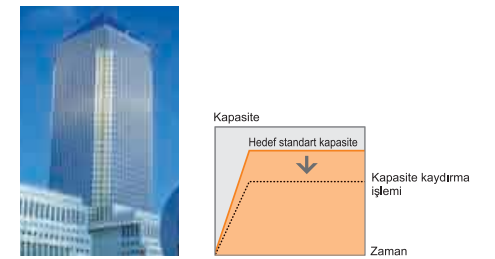 Kapasite
Hedef standart kapasite
Kapasite kaydırma
işlemi
Zaman